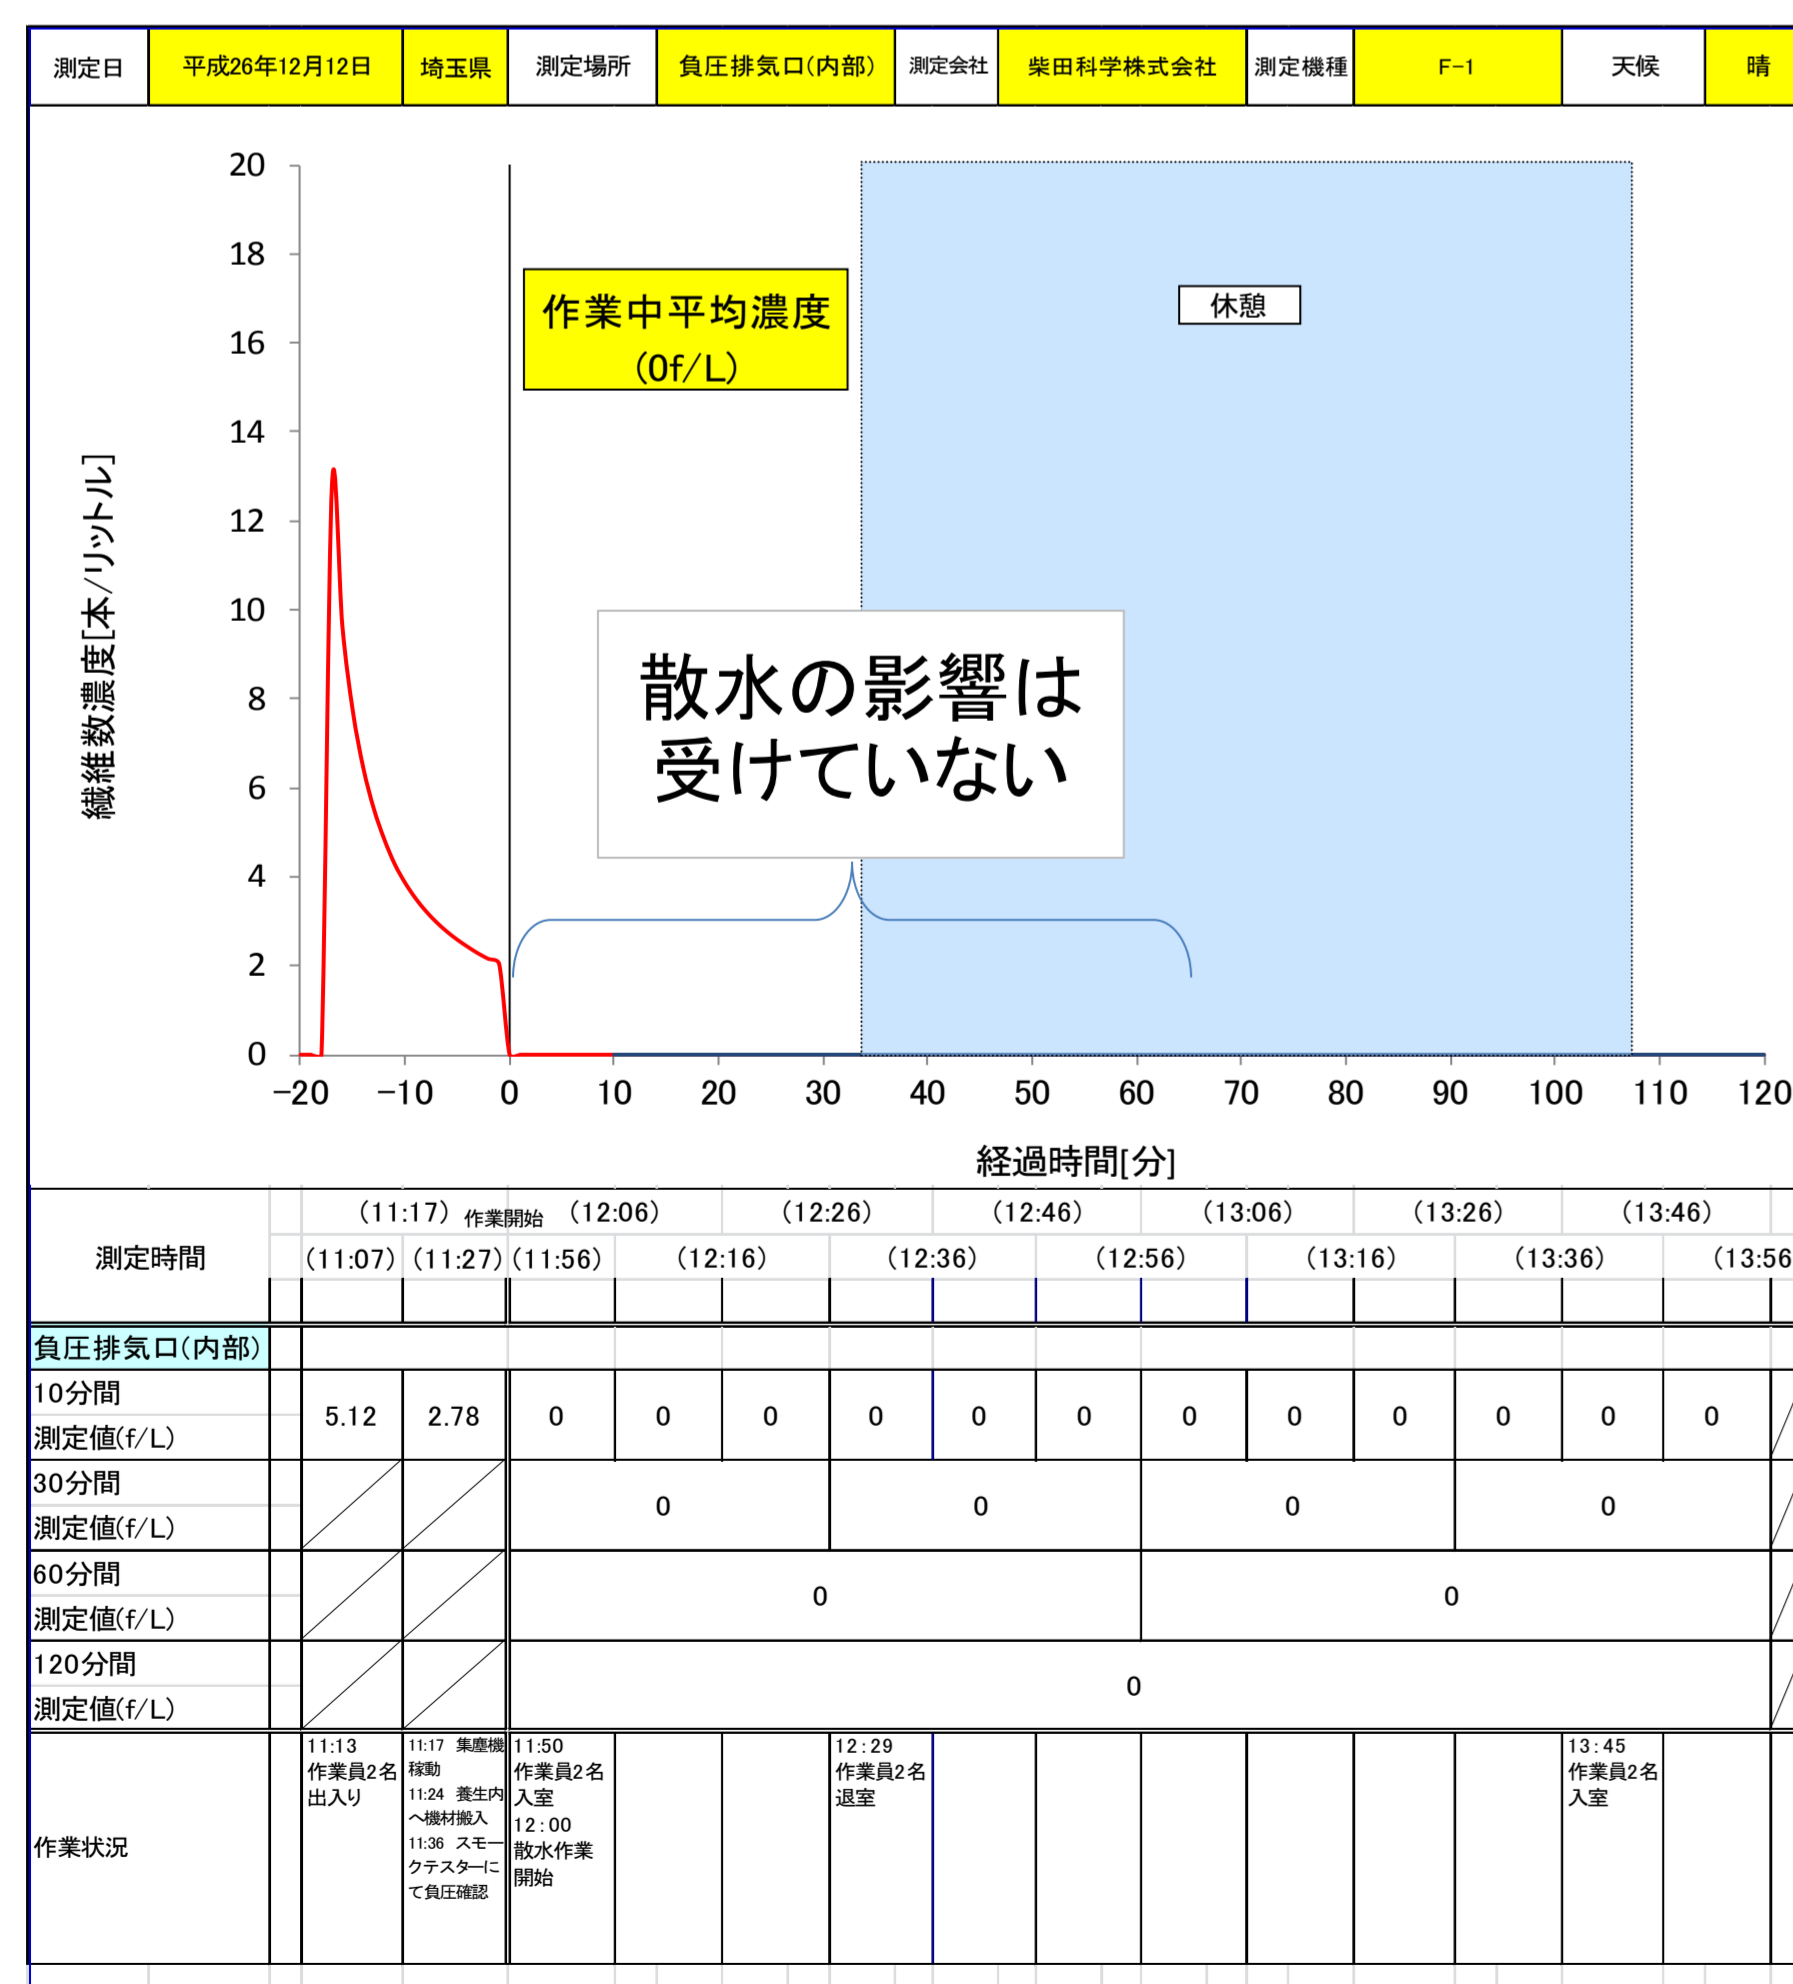 測定日 平成26年12月12日 埼玉県 測定場所 負圧排気口(内部) 測定会社 柴田科学株式会社 測定機種 F-1 天候 晴
20
18
16
14
12
10
8
6
4
2
0
繊維数濃度[本/リットル]
作業中平均濃度
(0f/L)
休憩
散水の影響は
受けていない
-20 -10 0 10 20 30 40 50 60 70 80 90 100 110 120
経過時間[分]
測定時間
(11:17) 作業開始 (12:06) (12:26) (12:46) (13:06) (13:26) (13:46)
(11:07) (11:27) (11:56) (12:16) (12:36) (12:56) (13:16) (13:36) (13:56
負圧排気口(内部)
10分間
測定値(f/L)
5.12 2.78 0 0 0 0 0 0 0 0 0 0 0 0
30分間
測定値(f/L)
0 0 0 0
60分間
測定値(f/L)
0 0
120分間
測定値(f/L)
0
作業状況
11:13
作業員2名
出入り
11:17 集塵機
稼動
11:24 養生内
へ機材搬入
11:36 スモー
クテスターに
て負圧確認
11:50
作業員2名
入室
12:00
散水作業
開始
12:29
作業員2名
退室
13:45
作業員2名
入室